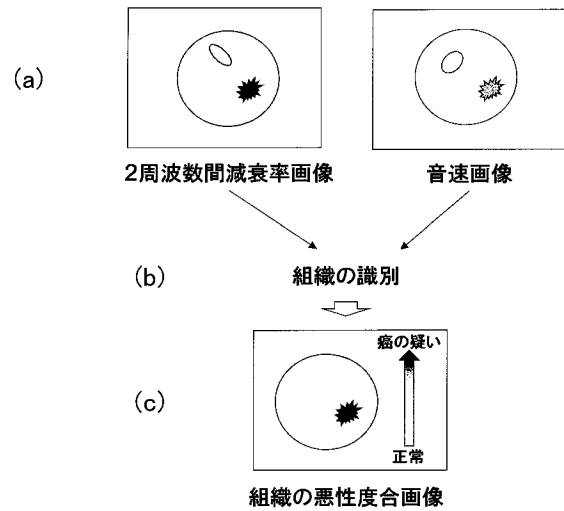 (a)
2周波数間減衰率画像
音速画像
(b)
組織の識別
癌の疑い
(c)
正常
組織の悪性度合画像